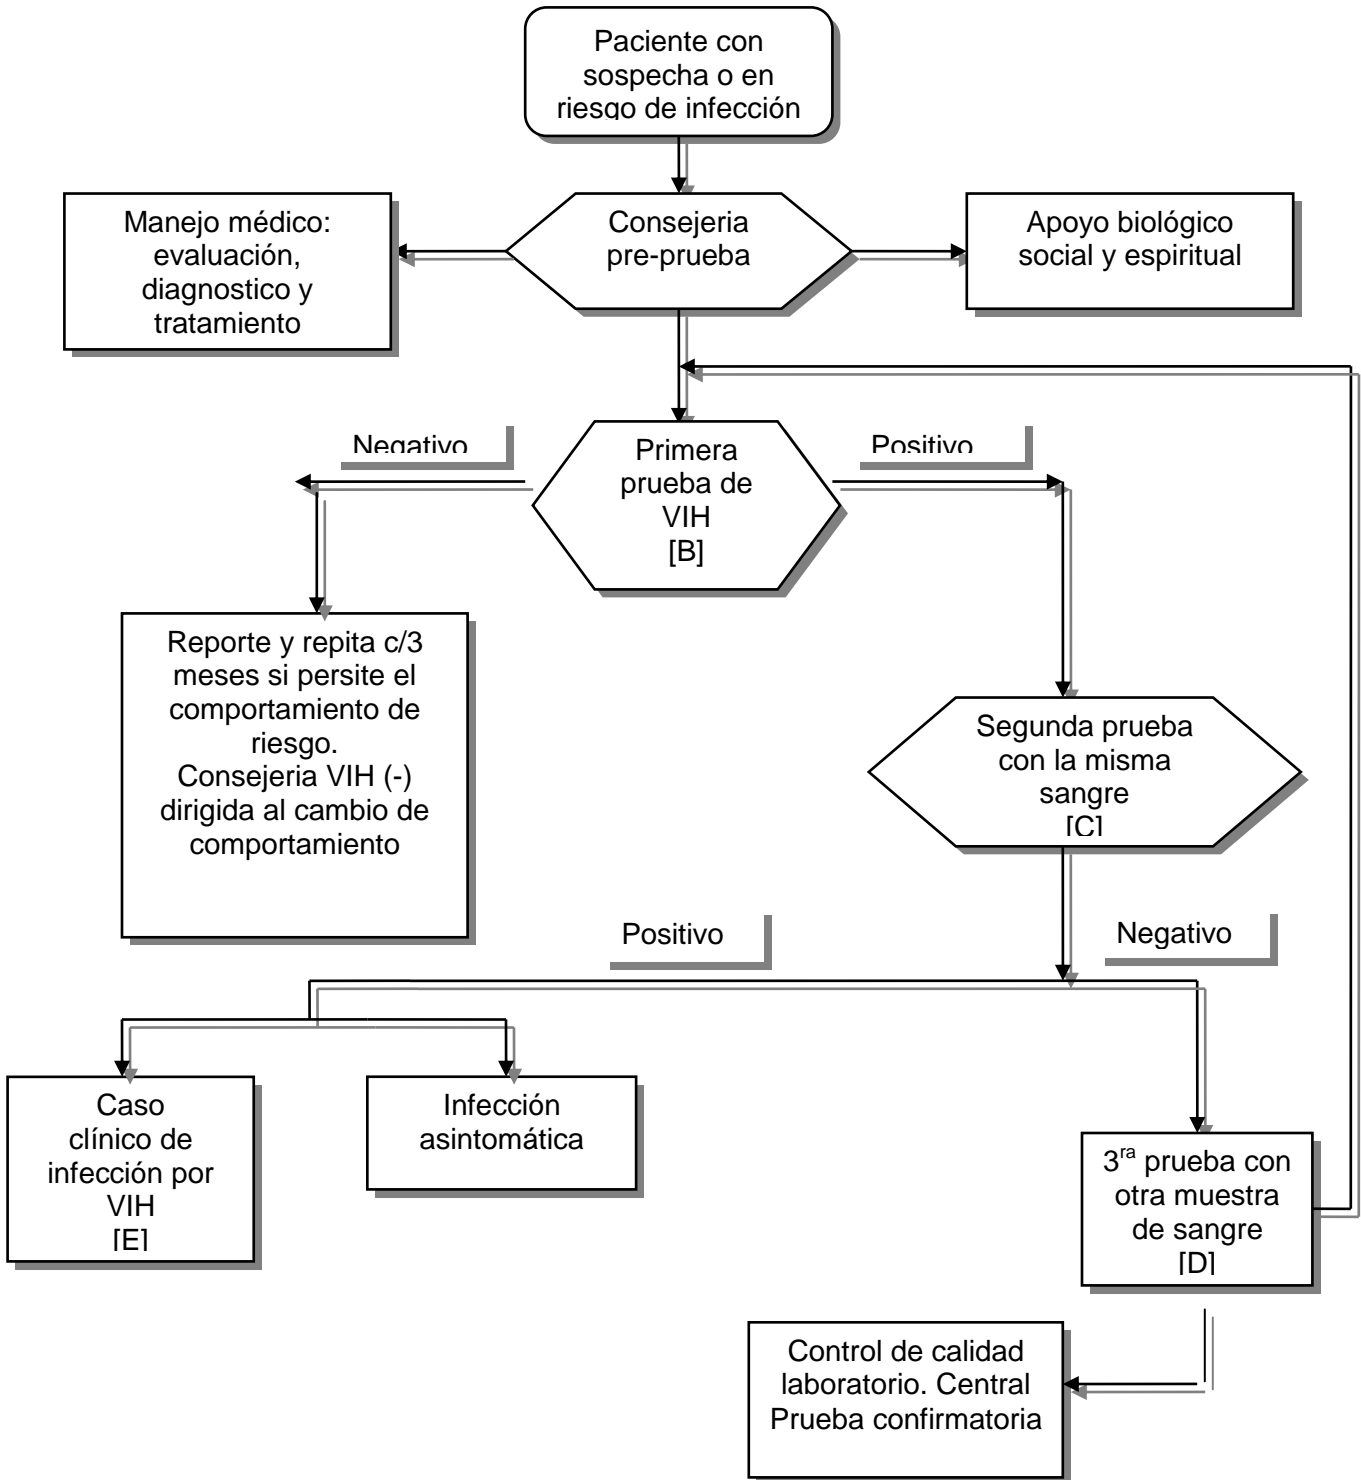 Paciente con
sospecha o en
riesgo de infección
Manejo médico:
evaluación,
diagnostico y
tratamiento
Consejeria
pre-prueba
Apoyo biológico
social y espiritual
Negativo
Primera
prueba de
VIH
[B]
Positivo
Reporte y repita c/3
meses si persite el
comportamiento de
riesgo.
Consejeria VIH (-)
dirigida al cambio de
comportamiento
Segunda prueba
con la misma
sangre
[C]
Positivo
Negativo
Caso
clínico de
infección por
VIH
[E]
Infección
asintomática
3ra prueba con
otra muestra
de sangre
[D]
Control de calidad
laboratorio. Central
Prueba confirmatoria